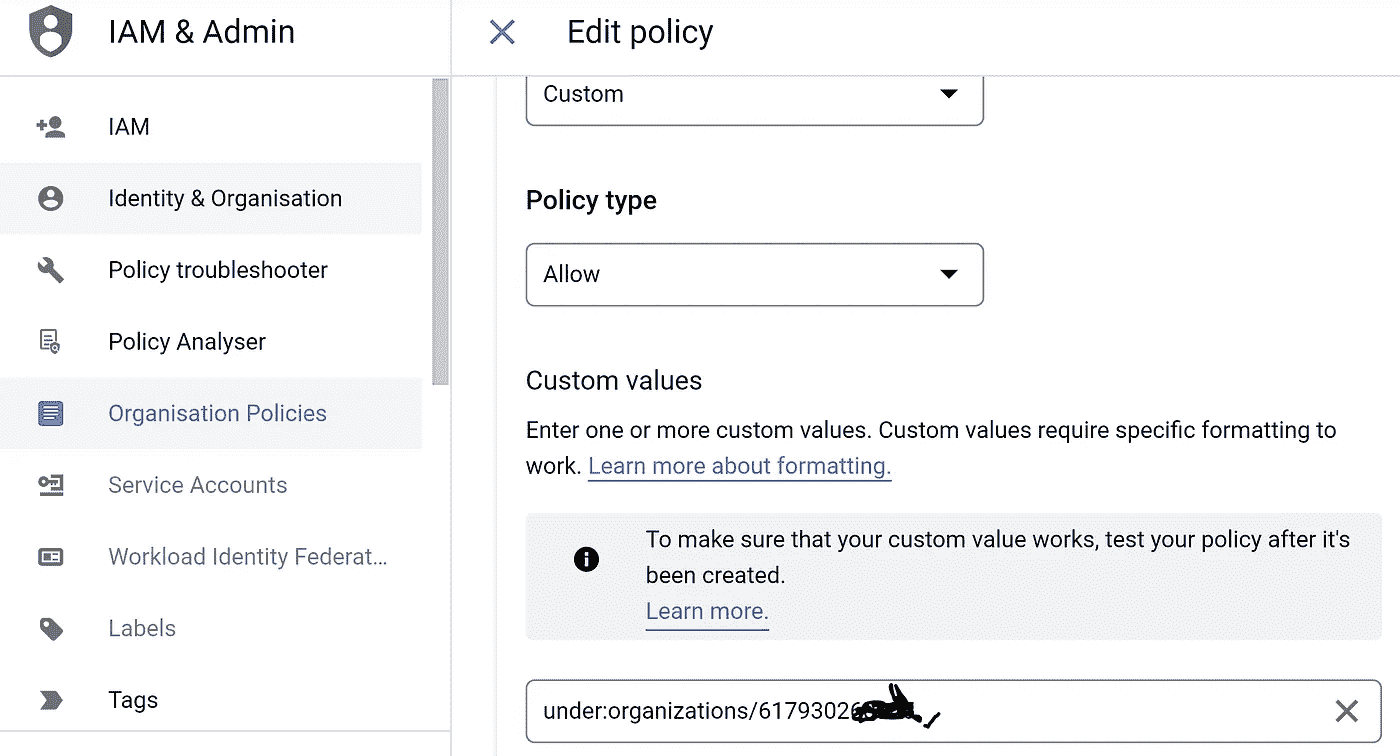 IAM & Admin
Edit policy
IAM
Identity & Organisation
Policy troubleshooter
Policy Analyser
Organisation Policies
Service Accounts
Workload Identity Federat...
Labels
Tags
Custom
Policy type
Allow
Custom values
Enter one or more custom values. Custom values require specific formatting to
work. Learn more about formatting.
To make sure that your custom value works, test your policy after it's
been created.
Learn more.
under:organizations/6179302